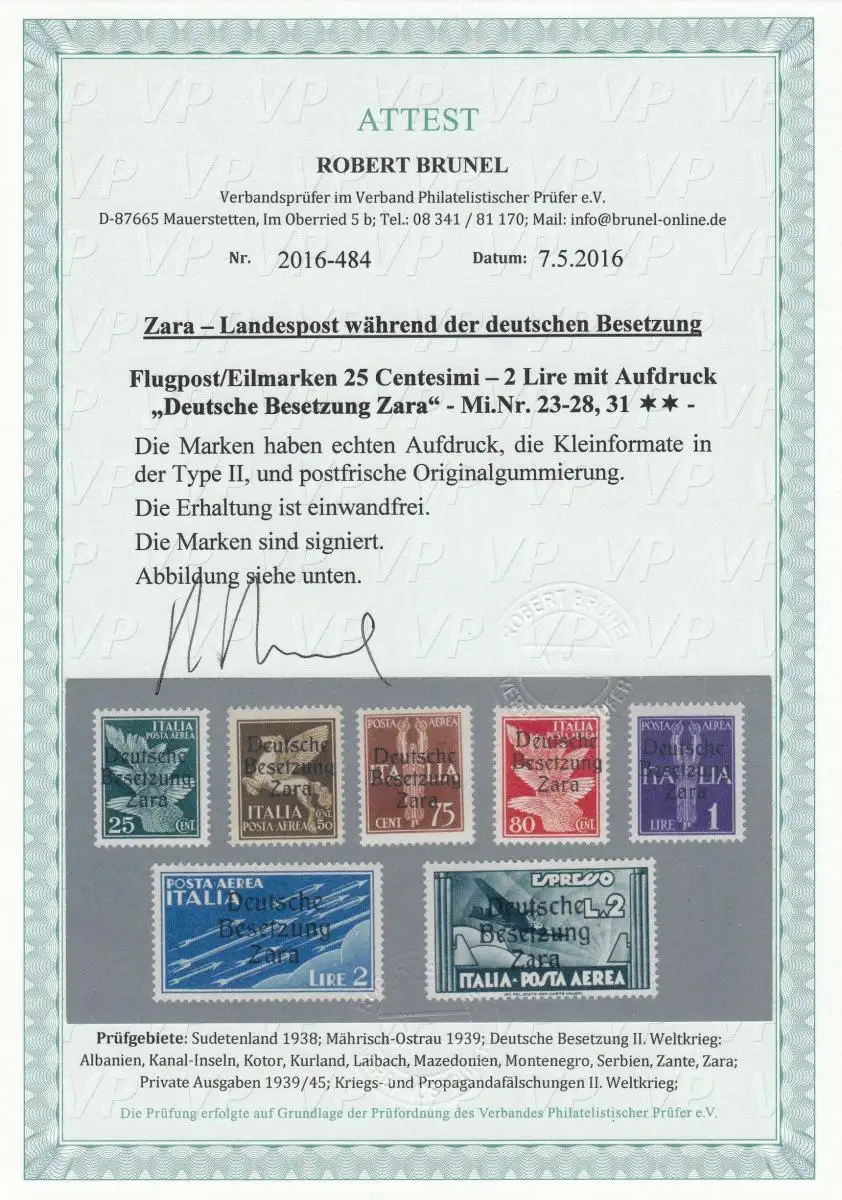 ATTEST
ROBERT BRUNEL
Verbandsprüfer im Verband Philatelistischer Prüfer e.V.
D-87665 Mauerstetten, Im Oberried 5 b; Tel.: 08 341 / 81 170; Mail: info@brunel-online.de
Nr. 2016-484 Datum: 7.5.2016
Zara – Landespost während der deutschen Besetzung
Flugpost/Eilmarken 25 Centesimi – 2 Lire mit Aufdruck
„Deutsche Besetzung Zara“ - Mi.Nr. 23-28, 31 ✶✶ -
Die Marken haben echten Aufdruck, die Kleinformate in
der Type II, und postfrische Originalgummierung.
Die Erhaltung ist einwandfrei.
Die Marken sind signiert.
Abbildung siehe unten.
ROBERT BRUNEL
ITALIA
POSTA AEREA
Deutsche
Besetzung
Zara
25 CENT.
Deutsche
Besetzung
Zara
ITALIA
POSTA·AEREA
CENT. 50
POSTA AEREA
Deutsche
ITALIA
Besetzung
Zara
CENT 75
ITALIA
POSTA AEREA
Deutsche
Besetzung
Zara
80 CENT.
POSTA AEREA
Deutsche
ITALIA
Besetzung
Zara
LIRE 1
POSTA AEREA
ITALIA
Deutsche
Besetzung
Zara
LIRE 2
ESPRESSO
L.2
Deutsche
Besetzung
Zara
ITALIA·POSTA AEREA
Prüfgebiete: Sudetenland 1938; Mährisch-Ostrau 1939; Deutsche Besetzung II. Weltkrieg:
Albanien, Kanal-Inseln, Kotor, Kurland, Laibach, Mazedonien, Montenegro, Serbien, Zante, Zara;
Private Ausgaben 1939/45; Kriegs- und Propagandafälschungen II. Weltkrieg;
Die Prüfung erfolgte auf Grundlage der Prüfordnung des Verbandes Philatelistischer Prüfer e.V.